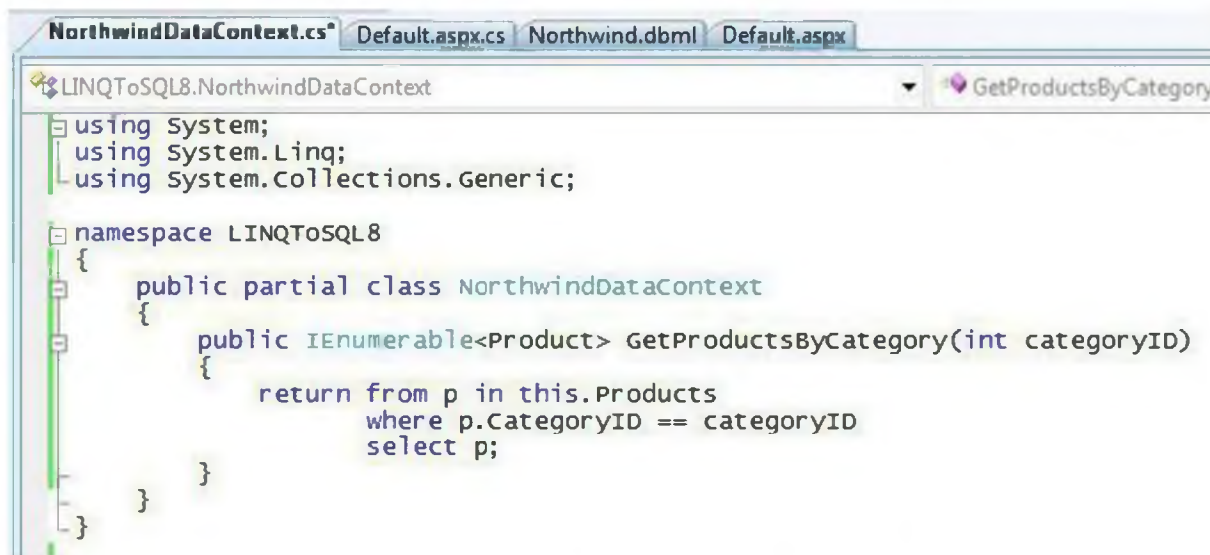 NorthwindDataContext.cs* Default.aspx.cs Northwind.dbml Default.aspx
LINQToSQL8.NorthwindDataContext GetProductsByCategory
using System;
using System.Linq;
using System.Collections.Generic;
namespace LINQToSQL8
{
public partial class NorthwindDataContext
{
public IEnumerable<Product> GetProductsByCategory(int categoryID)
{
return from p in this.Products
where p.CategoryID == categoryID
select p;
}
}
}